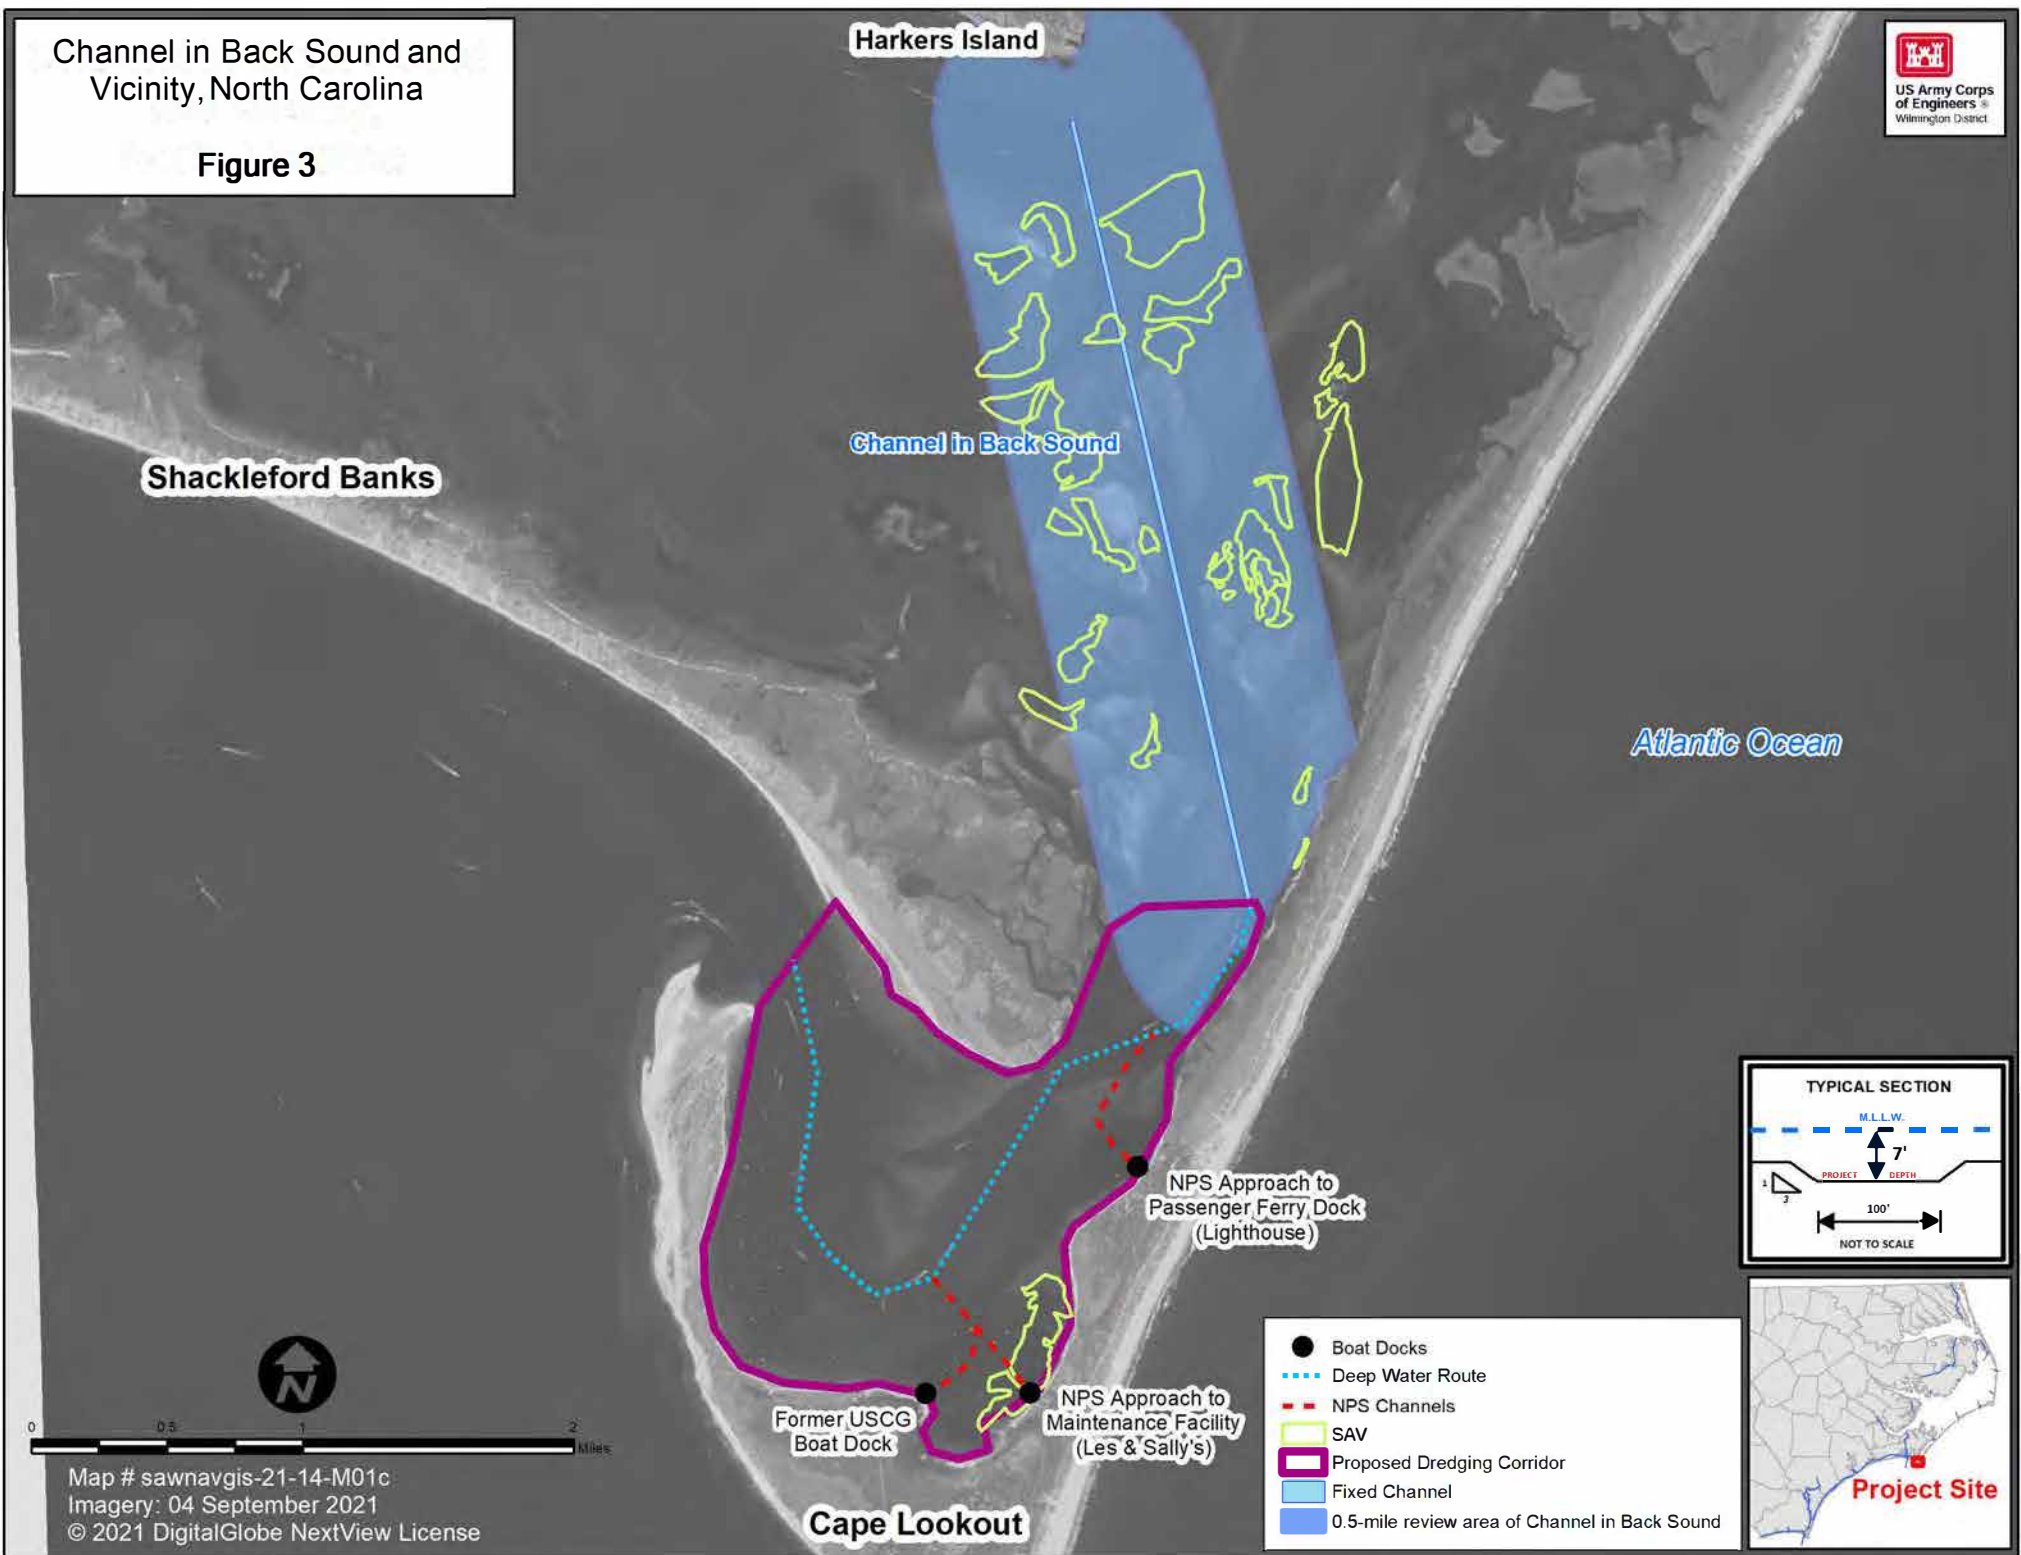 Channel in Back Sound and
Vicinity, North Carolina
Figure 3
Harkers Island
US Army Corps
of Engineers ®
Wilmington District
Channel in Back Sound
Shackleford Banks
Atlantic Ocean
TYPICAL SECTION
M.L.L.W.
7'
PROJECT DEPTH
1
3
100'
NOT TO SCALE
NPS Approach to
Passenger Ferry Dock
(Lighthouse)
Former USCG
Boat Dock
NPS Approach to
Maintenance Facility
(Les & Sally's)
Cape Lookout
N
0 0.5 1 2
Miles
Map # sawnavgis-21-14-M01c
Imagery: 04 September 2021
© 2021 DigitalGlobe NextView License
Boat Docks
Deep Water Route
NPS Channels
SAV
Proposed Dredging Corridor
Fixed Channel
0.5-mile review area of Channel in Back Sound
Project Site